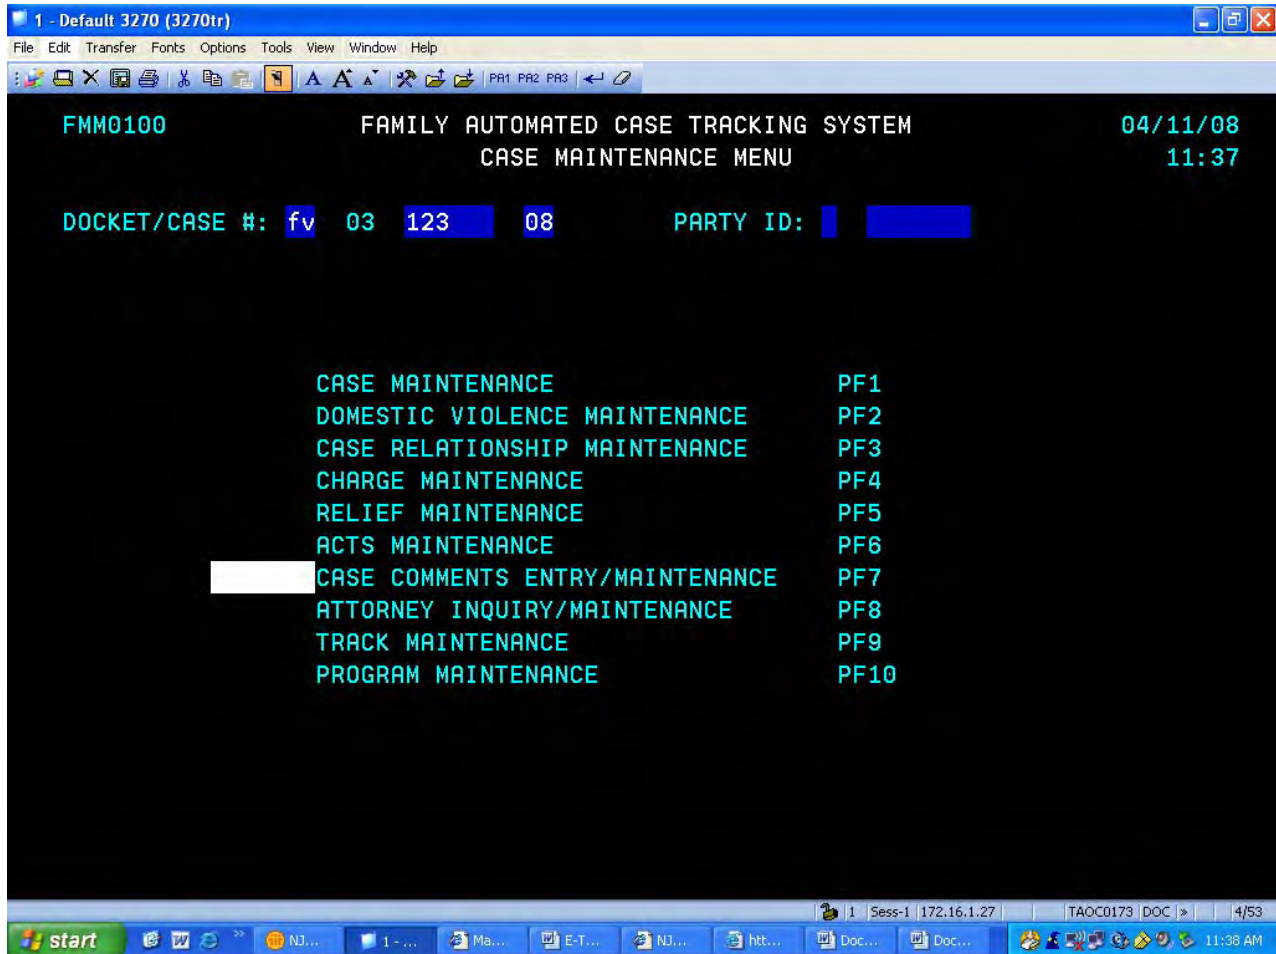 1 - Default 3270 (3270tr)
File Edit Transfer Fonts Options Tools View Window Help
PA1 PA2 PA3
FMM0100 FAMILY AUTOMATED CASE TRACKING SYSTEM 04/11/08
CASE MAINTENANCE MENU 11:37
DOCKET/CASE #: fv 03 123 08 PARTY ID:
CASE MAINTENANCE PF1
DOMESTIC VIOLENCE MAINTENANCE PF2
CASE RELATIONSHIP MAINTENANCE PF3
CHARGE MAINTENANCE PF4
RELIEF MAINTENANCE PF5
ACTS MAINTENANCE PF6
CASE COMMENTS ENTRY/MAINTENANCE PF7
ATTORNEY INQUIRY/MAINTENANCE PF8
TRACK MAINTENANCE PF9
PROGRAM MAINTENANCE PF10
1 Sess-1 172.16.1.27 TAOC0173 DOC » 4/53
start » NJ... 1 - ... Ma... E-T... NJ... htt... Doc... Doc... 11:38 AM